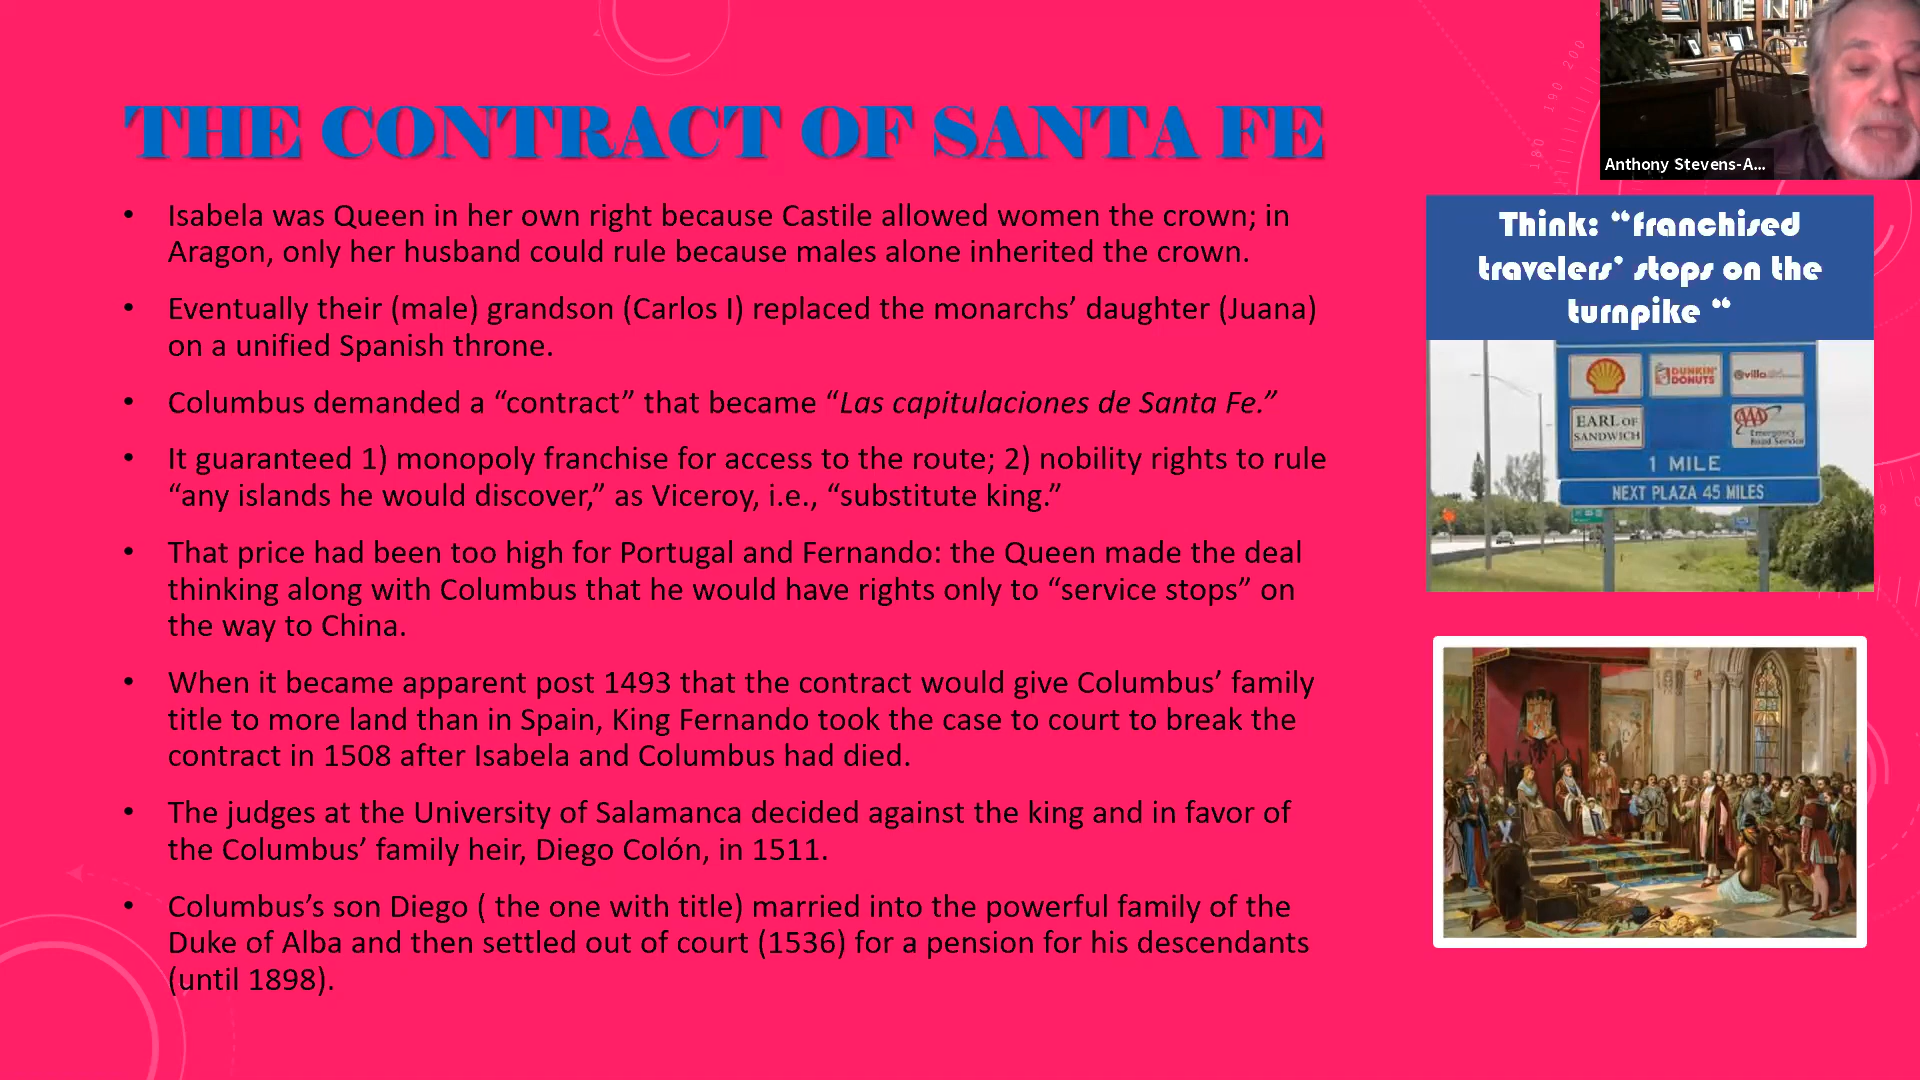 THE CONTRACT OF SANTA FE
• Isabela was Queen in her own right because Castile allowed women the crown; in
Aragon, only her husband could rule because males alone inherited the crown.
• Eventually their (male) grandson (Carlos I) replaced the monarchs’ daughter (Juana)
on a unified Spanish throne.
• Columbus demanded a “contract” that became “Las capitulaciones de Santa Fe.”
• It guaranteed 1) monopoly franchise for access to the route; 2) nobility rights to rule
“any islands he would discover,” as Viceroy, i.e., “substitute king.”
• That price had been too high for Portugal and Fernando: the Queen made the deal
thinking along with Columbus that he would have rights only to “service stops” on
the way to China.
• When it became apparent post 1493 that the contract would give Columbus’ family
title to more land than in Spain, King Fernando took the case to court to break the
contract in 1508 after Isabela and Columbus had died.
• The judges at the University of Salamanca decided against the king and in favor of
the Columbus’ family heir, Diego Colón, in 1511.
• Columbus’s son Diego ( the one with title) married into the powerful family of the
Duke of Alba and then settled out of court (1536) for a pension for his descendants
(until 1898).
Anthony Stevens-A...
Think: “franchised
travelers’ stops on the
turnpike “
DUNKIN'
DONUTS
villa
EARL OF
SANDWICH
AAA
Emergency
Road Service
1 MILE
NEXT PLAZA 45 MILES
200
190
180